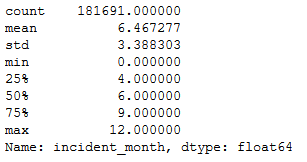 count    181691.000000
mean          6.467277
std           3.388303
min           0.000000
25%           4.000000
50%           6.000000
75%           9.000000
max          12.000000
Name: incident_month, dtype: float64